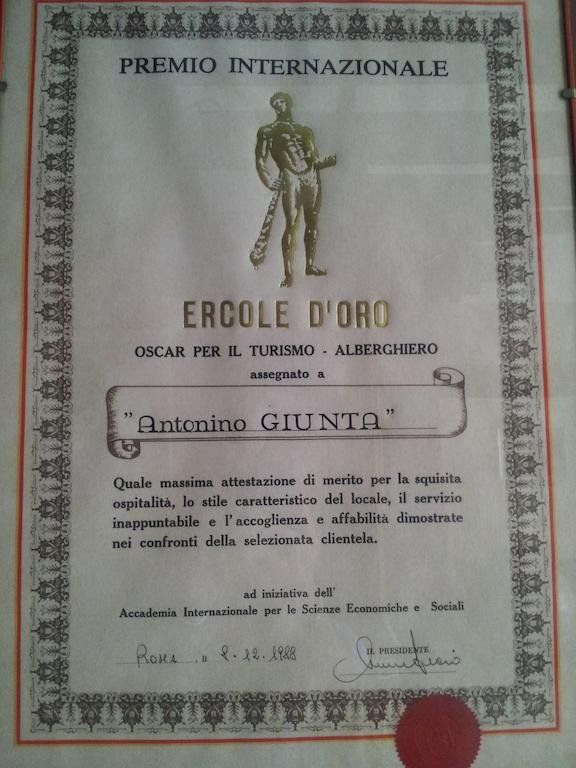 PREMIO INTERNAZIONALE
ERCOLE D'ORO
OSCAR PER IL TURISMO - ALBERGHIERO
assegnato a
"Antonino GIUNTA"
Quale massima attestazione di merito per la squisita
ospitalità, lo stile caratteristico del locale, il servizio
inappuntabile e l'accoglienza e affabilità dimostrate
nei confronti della selezionata clientela.
ad iniziativa dell'
Accademia Internazionale per le Scienze Economiche e Sociali
IL PRESIDENTE
ROMA 12.1988